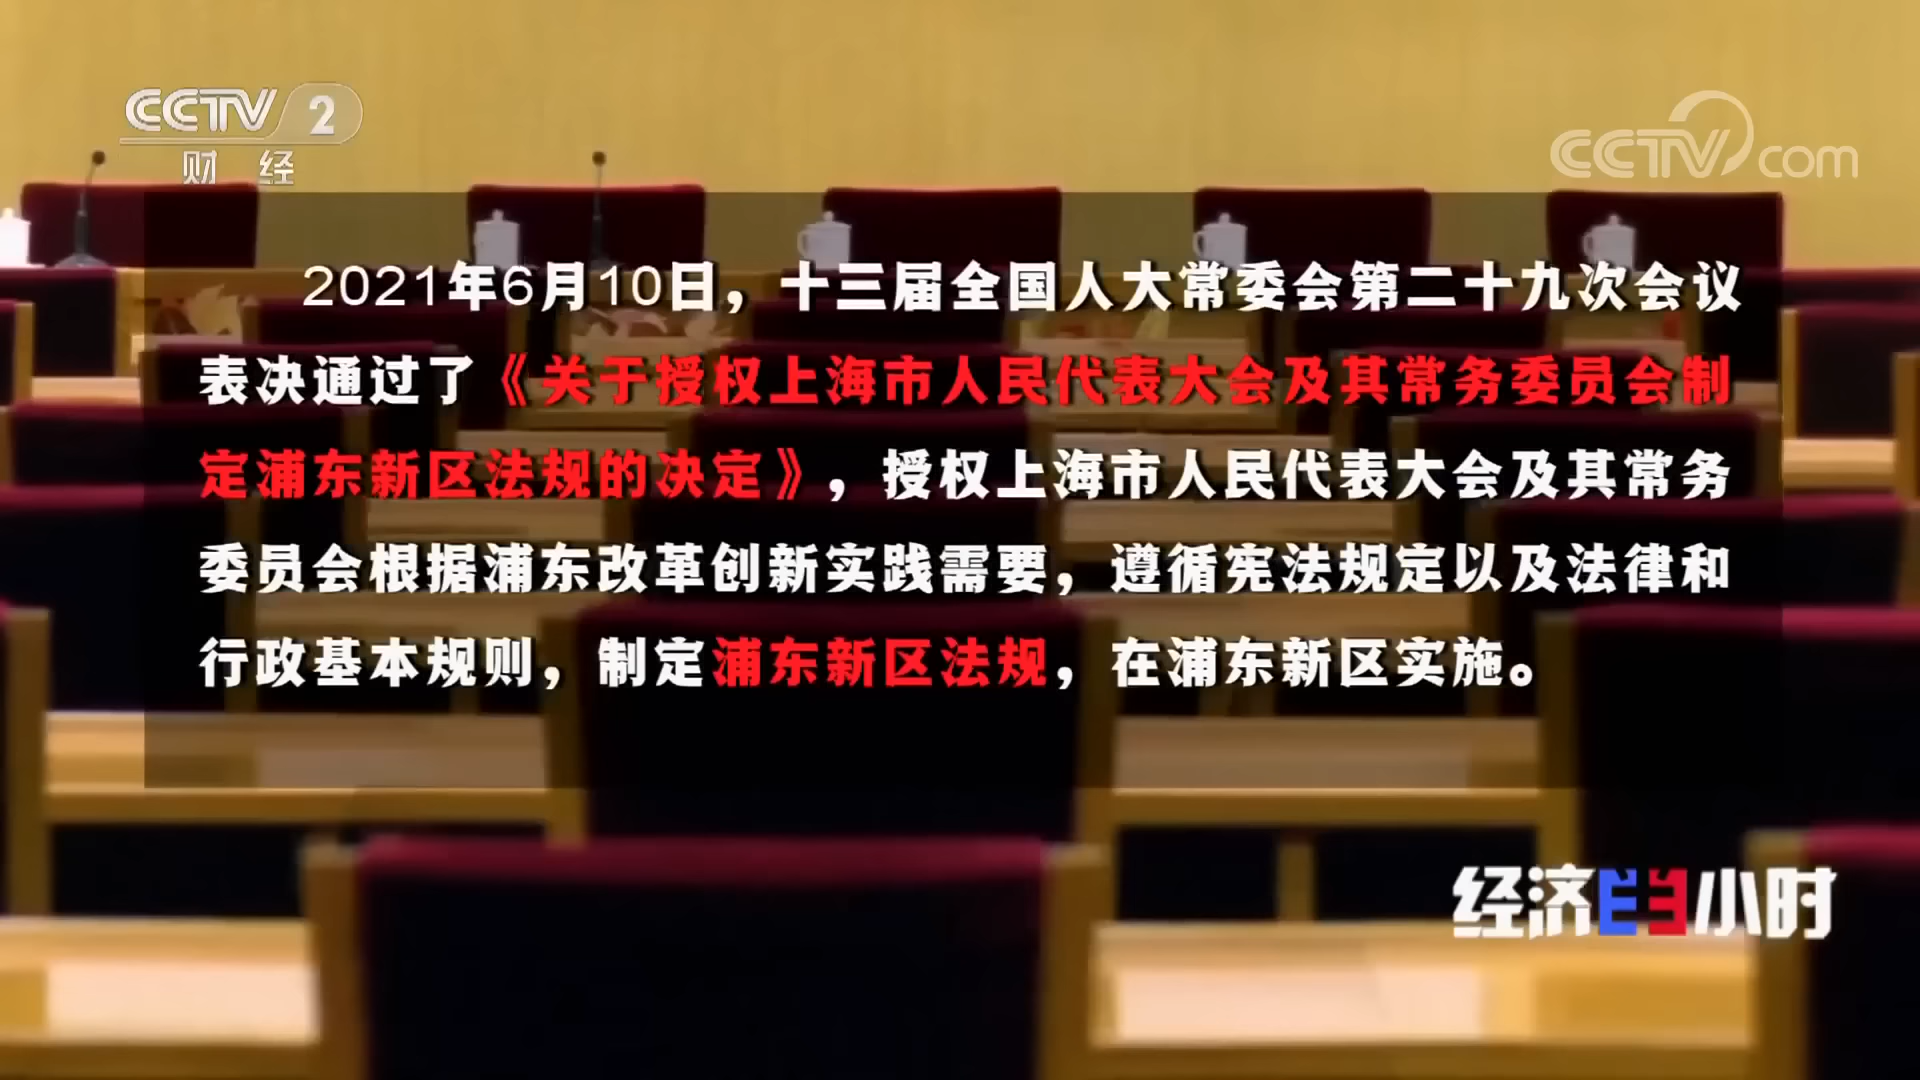 CCTV 2
财 经
CCTV.com
2021年6月10日，十三届全国人大常委会第二十九次会议
表决通过了《关于授权上海市人民代表大会及其常务委员会制
定浦东新区法规的决定》，授权上海市人民代表大会及其常务
委员会根据浦东改革创新实践需要，遵循宪法规定以及法律和
行政基本规则，制定浦东新区法规，在浦东新区实施。
经济半小时